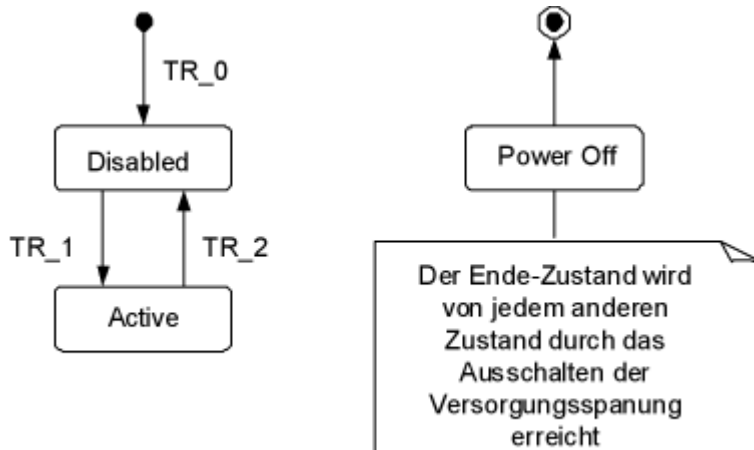 TR_0
Disabled
TR_1
TR_2
Active
Power Off
Der Ende-Zustand wird
von jedem anderen
Zustand durch das
Ausschalten der
Versorgungsspanung
erreicht